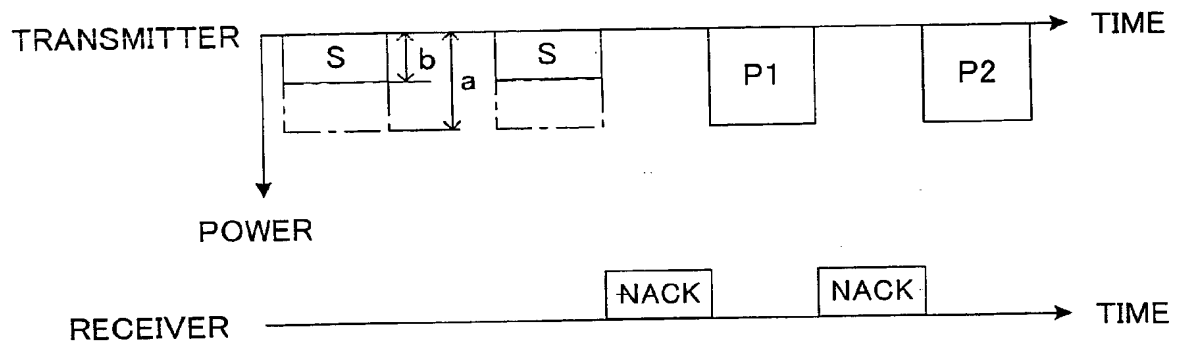 TRANSMITTER
TIME
S
b
a
S
P1
P2
POWER
NACK
NACK
RECEIVER
TIME